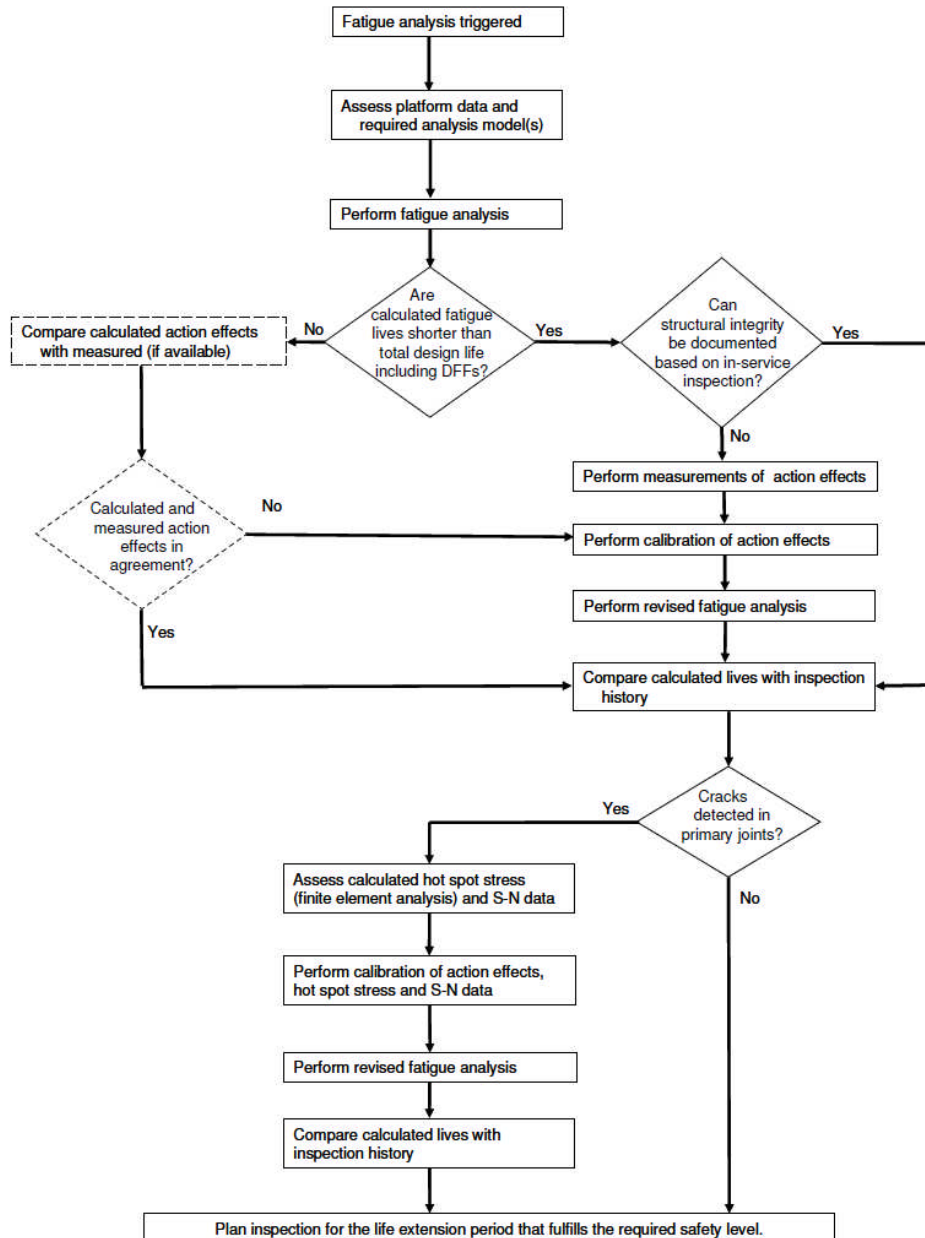 Fatigue analysis triggered
Assess platform data and
required analysis model(s)
Perform fatigue analysis
Are
calculated fatigue
lives shorter than
total design life
including DFFs?
No
Yes
Compare calculated action effects
with measured (if available)
Can
structural integrity
be documented
based on in-service
inspection?
Yes
No
Perform measurements of action effects
Calculated and
measured action
effects in
agreement?
No
Yes
Perform calibration of action effects
Perform revised fatigue analysis
Compare calculated lives with inspection
history
Cracks
detected in
primary joints?
Yes
No
Assess calculated hot spot stress
(finite element analysis) and S-N data
Perform calibration of action effects,
hot spot stress and S-N data
Perform revised fatigue analysis
Compare calculated lives with
inspection history
Plan inspection for the life extension period that fulfills the required safety level.